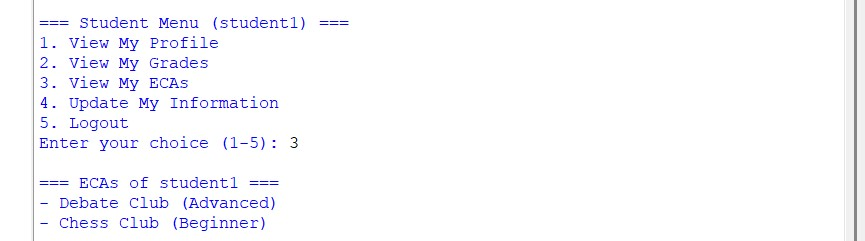 === Student Menu (student1) ===
1. View My Profile
2. View My Grades
3. View My ECAs
4. Update My Information
5. Logout
Enter your choice (1-5): 3
=== ECAs of student1 ===
- Debate Club (Advanced)
- Chess Club (Beginner)